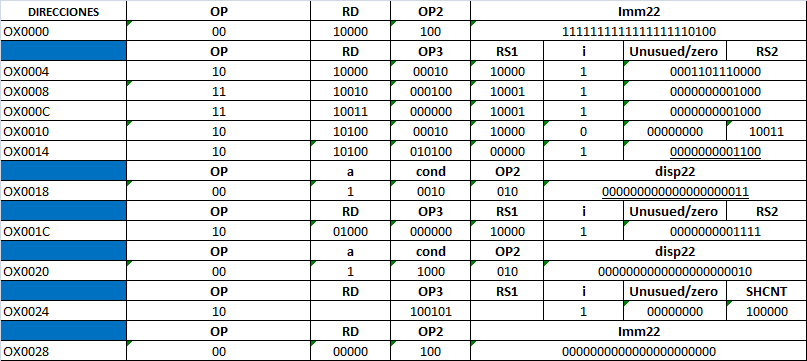 DIRECCIONES OP RD OP2 Imm22
OX0000 00 10000 100 1111111111111111110100
OP RD OP3 RS1 i Unusued/zero RS2
OX0004 10 10000 00010 10000 1 0001101110000
OX0008 11 10010 000100 10001 1 0000000001000
OX000C 11 10011 000000 10001 1 0000000001000
OX0010 10 10100 00010 10000 0 00000000 10011
OX0014 10 10100 010100 00000 1 0000000001100
OP a cond OP2 disp22
OX0018 00 1 0010 010 0000000000000000000011
OP RD OP3 RS1 i Unusued/zero RS2
OX001C 10 01000 000000 10000 1 0000000001111
OP a cond OP2 disp22
OX0020 00 1 1000 010 0000000000000000000010
OP RD OP3 RS1 i Unusued/zero SHCNT
OX0024 10 100101 1 00000000 100000
OP RD OP2 Imm22
OX0028 00 00000 100 0000000000000000000000